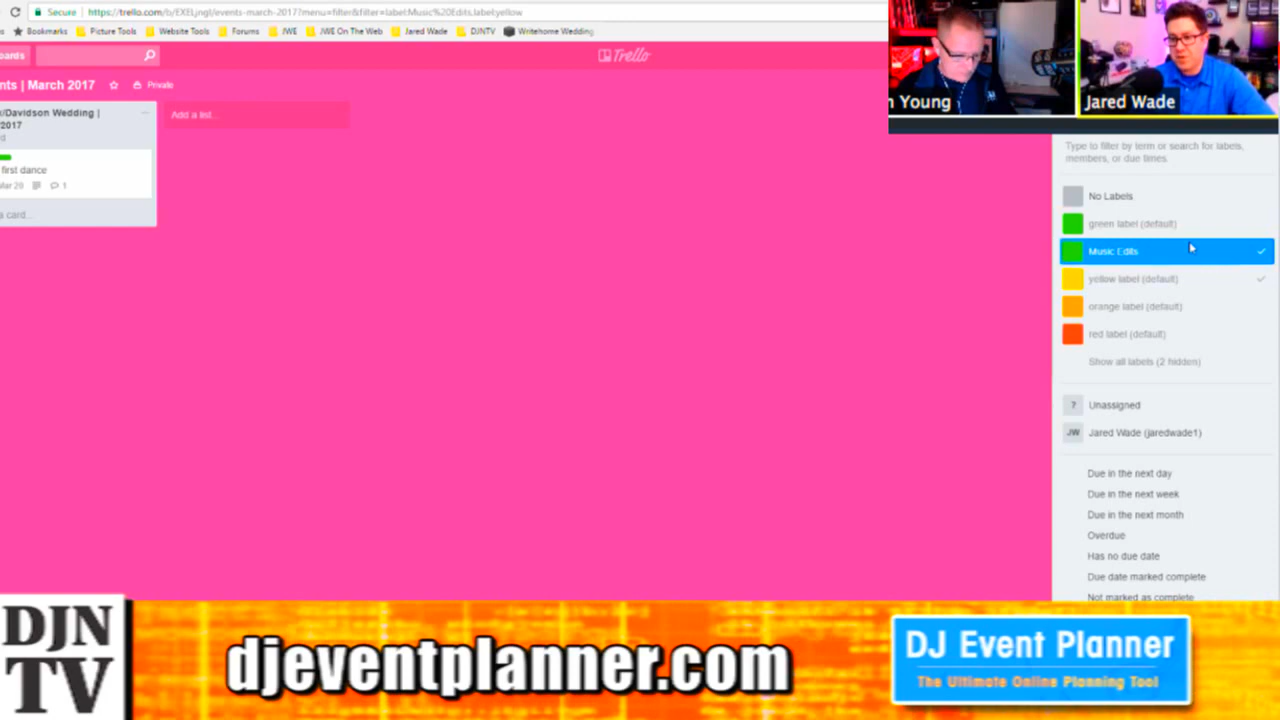 Secure https://trello.com/b/EXELjngl/events-march-2017?menu=filter&filter=label:Music%20Edits,label:yellow
s Bookmarks Picture Tools Website Tools Forums JWE JWE On The Web Jared Wade DJNTV Writehome Wedding
oards
Trello
nts | March 2017 Private
/Davidson Wedding |
2017
d
Add a list...
first dance
Mar 29 1
a card...
n Young
Jared Wade
Type to filter by term or search for labels,
members, or due times.
No Labels
green label (default)
Music Edits
yellow label (default)
orange label (default)
red label (default)
Show all labels (2 hidden)
? Unassigned
JW Jared Wade (jaredwade1)
Due in the next day
Due in the next week
Due in the next month
Overdue
Has no due date
Due date marked complete
Not marked as complete
DJN
TV
djeventplanner.com
DJ Event Planner
The Ultimate Online Planning Tool